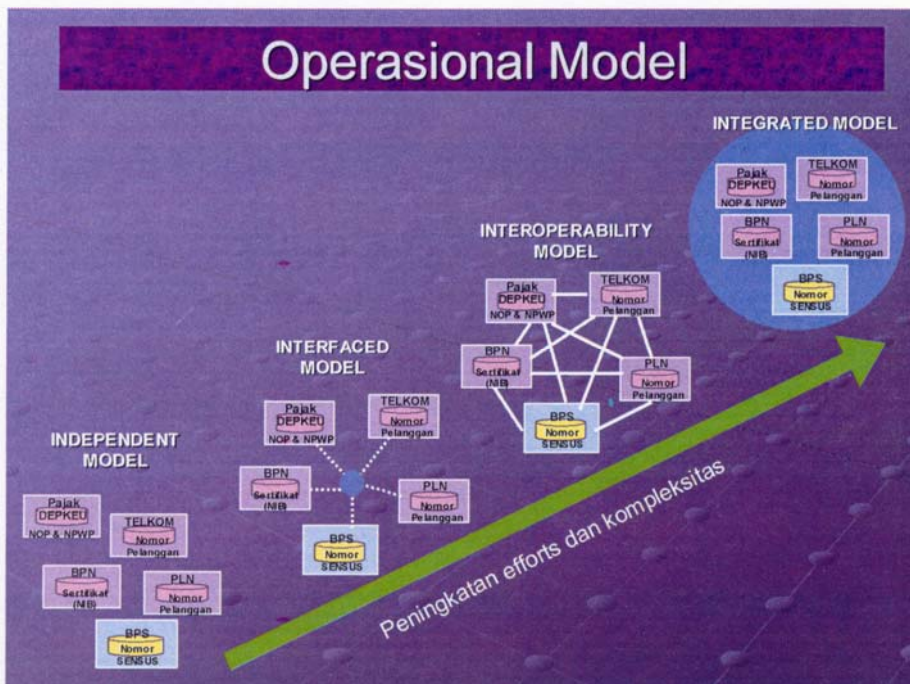 Operasional Model
INTEGRATED MODEL
Pajak
DEPKEU
NOP & NPWP
TELKOM
Nomor
Pelanggan
BPN
Sertifikat
(NIB)
PLN
Nomor
Pelanggan
BPS
Nomor
SENSUS
INTEROPERABILITY
MODEL
Pajak
DEPKEU
NOP & NPWP
TELKOM
Nomor
Pelanggan
BPN
Sertifikat
(NIB)
PLN
Nomor
Pelanggan
BPS
Nomor
SENSUS
INTERFACED
MODEL
Pajak
DEPKEU
NOP & NPWP
TELKOM
Nomor
Pelanggan
BPN
Sertifikat
(NIB)
PLN
Nomor
Pelanggan
BPS
Nomor
SENSUS
INDEPENDENT
MODEL
Pajak
DEPKEU
NOP & NPWP
TELKOM
Nomor
Pelanggan
BPN
Sertifikat
(NIB)
PLN
Nomor
Pelanggan
BPS
Nomor
SENSUS
Peningkatan efforts dan kompleksitas